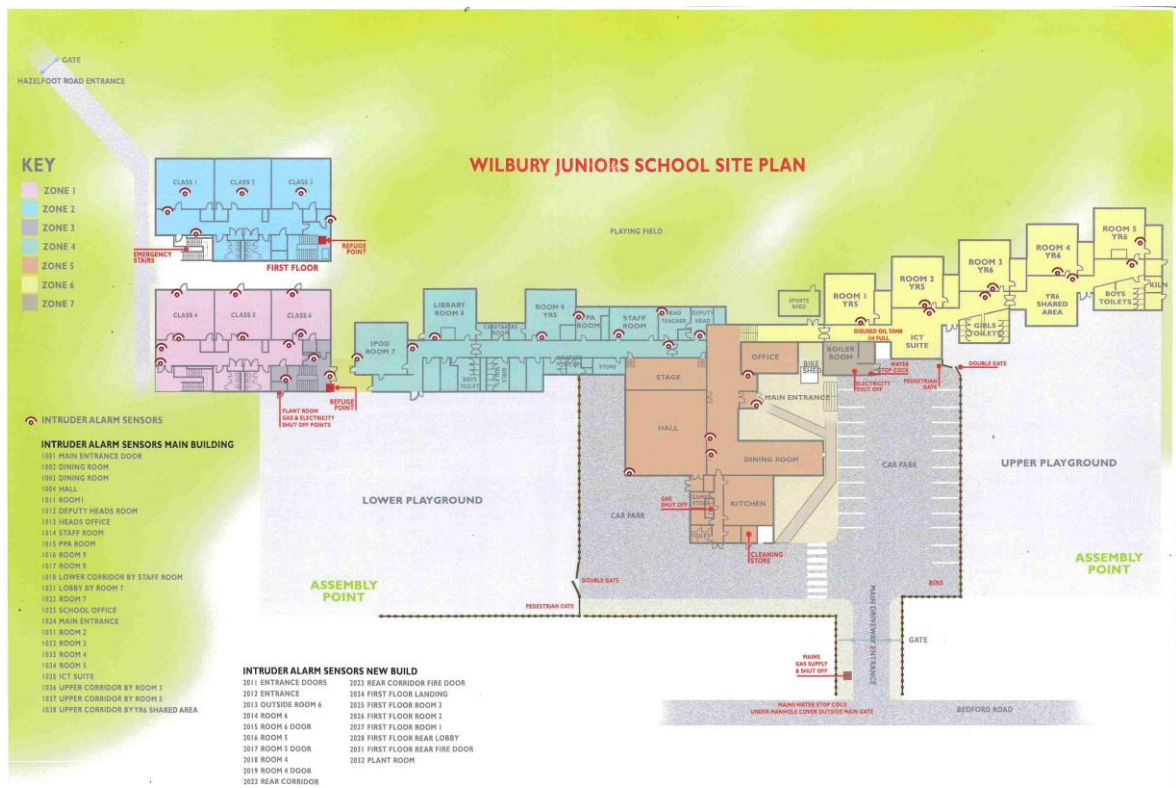 GATE
HAZELFOOT ROAD ENTRANCE
WILBURY JUNIORS SCHOOL SITE PLAN
KEY
ZONE 1
ZONE 2
ZONE 3
ZONE 4
ZONE 5
ZONE 6
ZONE 7
CLASS 1
CLASS 2
CLASS 3
EMERGENCY
STAIRS
REFUGE
POINT
FIRST FLOOR
PLAYING FIELD
CLASS 4
CLASS 5
CLASS 6
PLANT ROOM
GAS & ELECTRICITY
SHUT OFF POINTS
REFUGE
POINT
IPOD
ROOM 7
LIBRARY
ROOM 8
CARETAKERS
ROOM
ROOM 9
YR5
PPA
ROOM
STAFF
ROOM
HEAD
TEACHER
DEPUTY
HEAD
BOYS
TOILET
STORE
STAGE
HALL
OFFICE
BIKE
SHED
BOILER
ROOM
MAIN ENTRANCE
DINING ROOM
KITCHEN
GAMES
STORE
GAS
SHUT OFF
CLEANING
STORE
SPORTS
SHED
ROOM 1
YR5
ROOM 2
YR5
ROOM 3
YR6
ROOM 4
YR6
ROOM 5
YR6
DISUSED OIL TANK
1/4 FULL
ICT
SUITE
GIRLS
TOILETS
YR6
SHARED
AREA
BOYS
TOILETS
KILN
WATER
STOP COCK
ELECTRICITY
SHUT OFF
PEDESTRIAN
GATE
DOUBLE GATE
CAR PARK
UPPER PLAYGROUND
LOWER PLAYGROUND
CAR PARK
ASSEMBLY
POINT
ASSEMBLY
POINT
DOUBLE GATS
PEDESTRIAN GATE
BINS
MAIN DRIVEWAY ENTRANCE
GATE
MAINS
GAS SUPPLY
& SHUT OFF
MAINS WATER STOP COCK
UNDER MANHOLE COVER OUTSIDE MAIN GATE
BEDFORD ROAD
INTRUDER ALARM SENSORS
INTRUDER ALARM SENSORS MAIN BUILDING
1001 MAIN ENTRANCE DOOR
1002 DINING ROOM
1003 DINING ROOM
1004 HALL
1011 ROOM1
1012 DEPUTY HEADS ROOM
1013 HEADS OFFICE
1014 STAFF ROOM
1015 PPA ROOM
1016 ROOM 9
1017 ROOM 8
1018 LOWER CORRIDOR BY STAFF ROOM
1021 LOBBY BY ROOM 7
1022 ROOM 7
1023 SCHOOL OFFICE
1024 MAIN ENTRANCE
1031 ROOM 2
1032 ROOM 3
1033 ROOM 4
1034 ROOM 5
1035 ICT SUITE
1036 UPPER CORRIDOR BY ROOM 3
1037 UPPER CORRIDOR BY ROOM 5
1038 UPPER CORRIDOR BY YR6 SHARED AREA
INTRUDER ALARM SENSORS NEW BUILD
2011 ENTRANCE DOORS
2012 ENTRANCE
2013 OUTSIDE ROOM 6
2014 ROOM 6
2015 ROOM 6 DOOR
2016 ROOM 5
2017 ROOM 5 DOOR
2018 ROOM 4
2019 ROOM 4 DOOR
2022 REAR CORRIDOR
2023 REAR CORRIDOR FIRE DOOR
2024 FIRST FLOOR LANDING
2025 FIRST FLOOR ROOM 3
2026 FIRST FLOOR ROOM 2
2027 FIRST FLOOR ROOM 1
2028 FIRST FLOOR REAR LOBBY
2031 FIRST FLOOR REAR FIRE DOOR
2032 PLANT ROOM